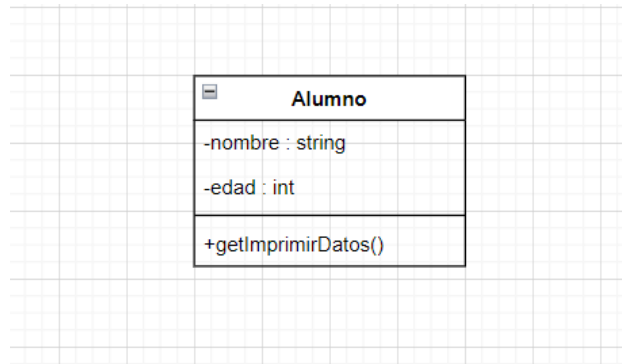 Alumno
-nombre : string
-edad : int
+getImprimirDatos()